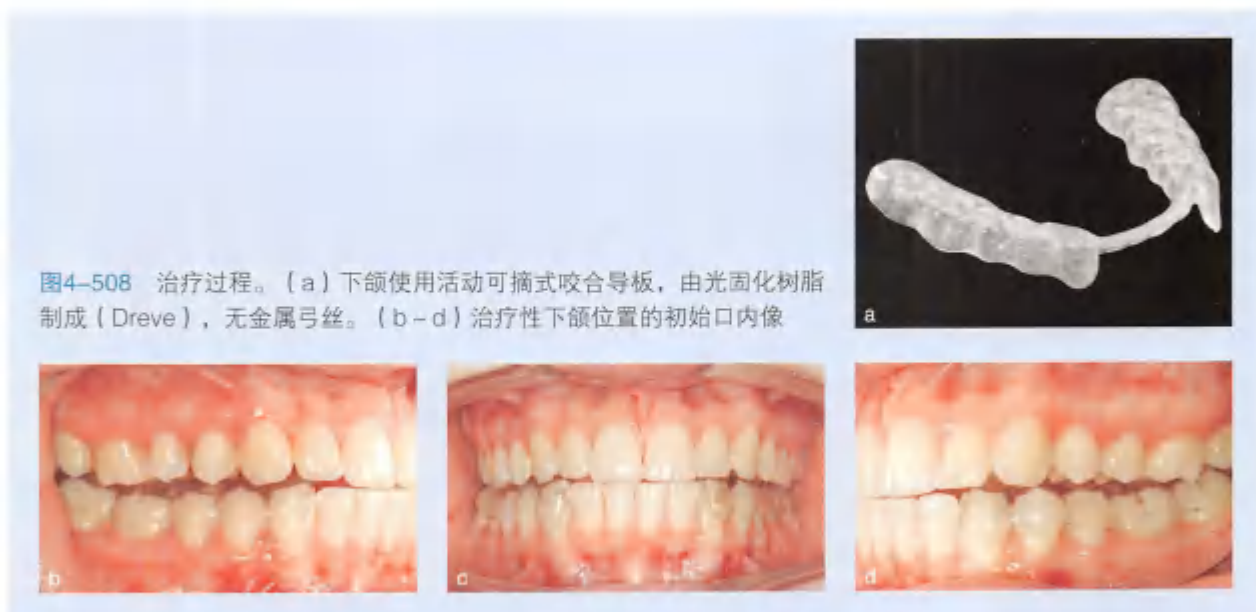 图4-508　治疗过程。（a）下颌使用活动可摘式咬合导板，由光固化树脂
制成（Dreve），无金属弓丝。（b－d）治疗性下颌位置的初始口内像
a
b
c
d